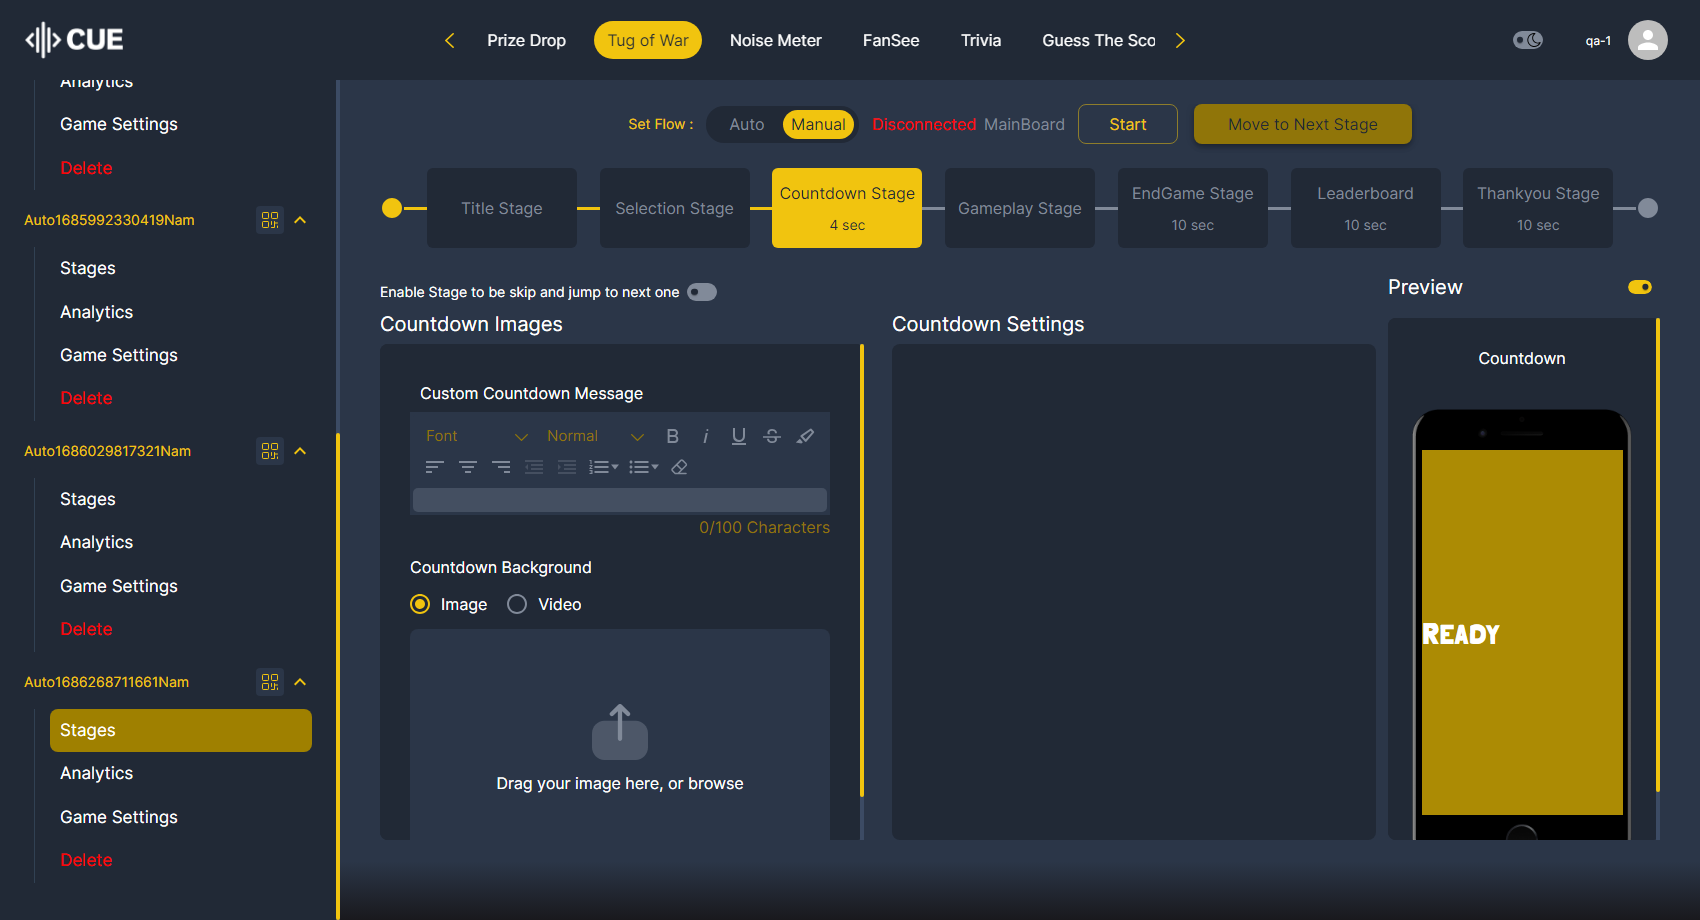 CUE
Prize Drop
Tug of War
Noise Meter
FanSee
Trivia
Guess The Sco
qa-1
Analytics
Game Settings
Delete
Auto1685992330419Nam
Stages
Analytics
Game Settings
Delete
Auto1686029817321Nam
Stages
Analytics
Game Settings
Delete
Auto1686268711661Nam
Stages
Analytics
Game Settings
Delete
Set Flow :
Auto
Manual
Disconnected MainBoard
Start
Move to Next Stage
Title Stage
Selection Stage
Countdown Stage
4 sec
Gameplay Stage
EndGame Stage
10 sec
Leaderboard
10 sec
Thankyou Stage
10 sec
Enable Stage to be skip and jump to next one
Countdown Images
Custom Countdown Message
Font
Normal
B
i
U
S
0/100 Characters
Countdown Background
Image
Video
Drag your image here, or browse
Countdown Settings
Preview
Countdown
READY